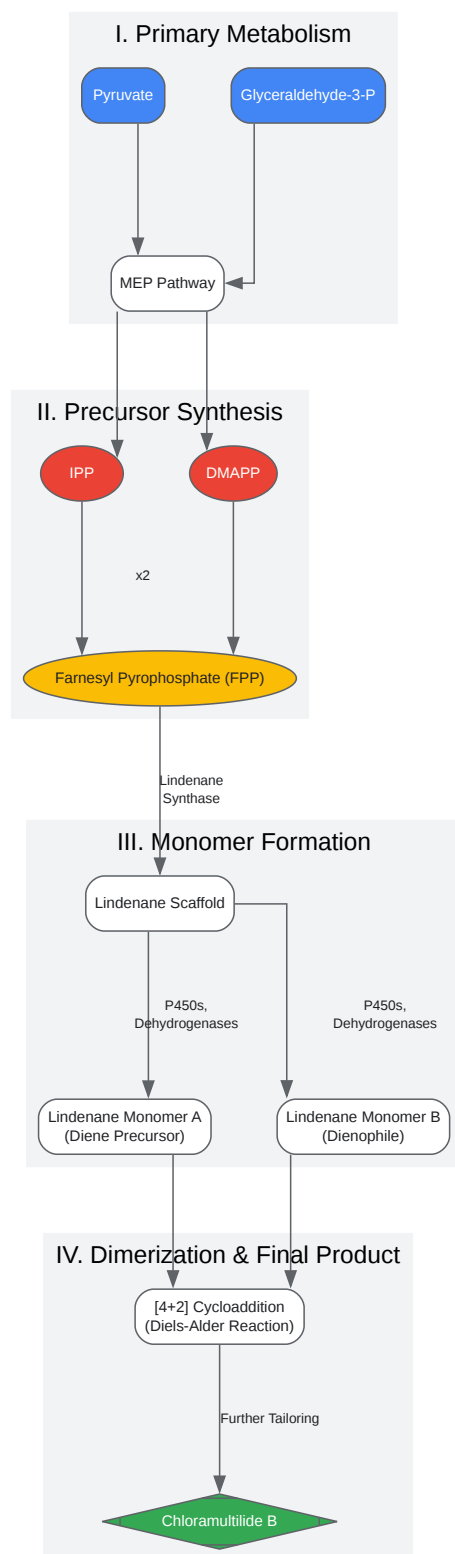 I. Primary Metabolism
Pyruvate
Glyceraldehyde-3-P
MEP Pathway
II. Precursor Synthesis
IPP
DMAPP
x2
Farnesyl Pyrophosphate (FPP)
Lindenane
Synthase
III. Monomer Formation
Lindenane Scaffold
P450s,
Dehydrogenases
P450s,
Dehydrogenases
Lindenane Monomer A
(Diene Precursor)
Lindenane Monomer B
(Dienophile)
IV. Dimerization & Final Product
[4+2] Cycloaddition
(Diels-Alder Reaction)
Further Tailoring
Chloramultilide B